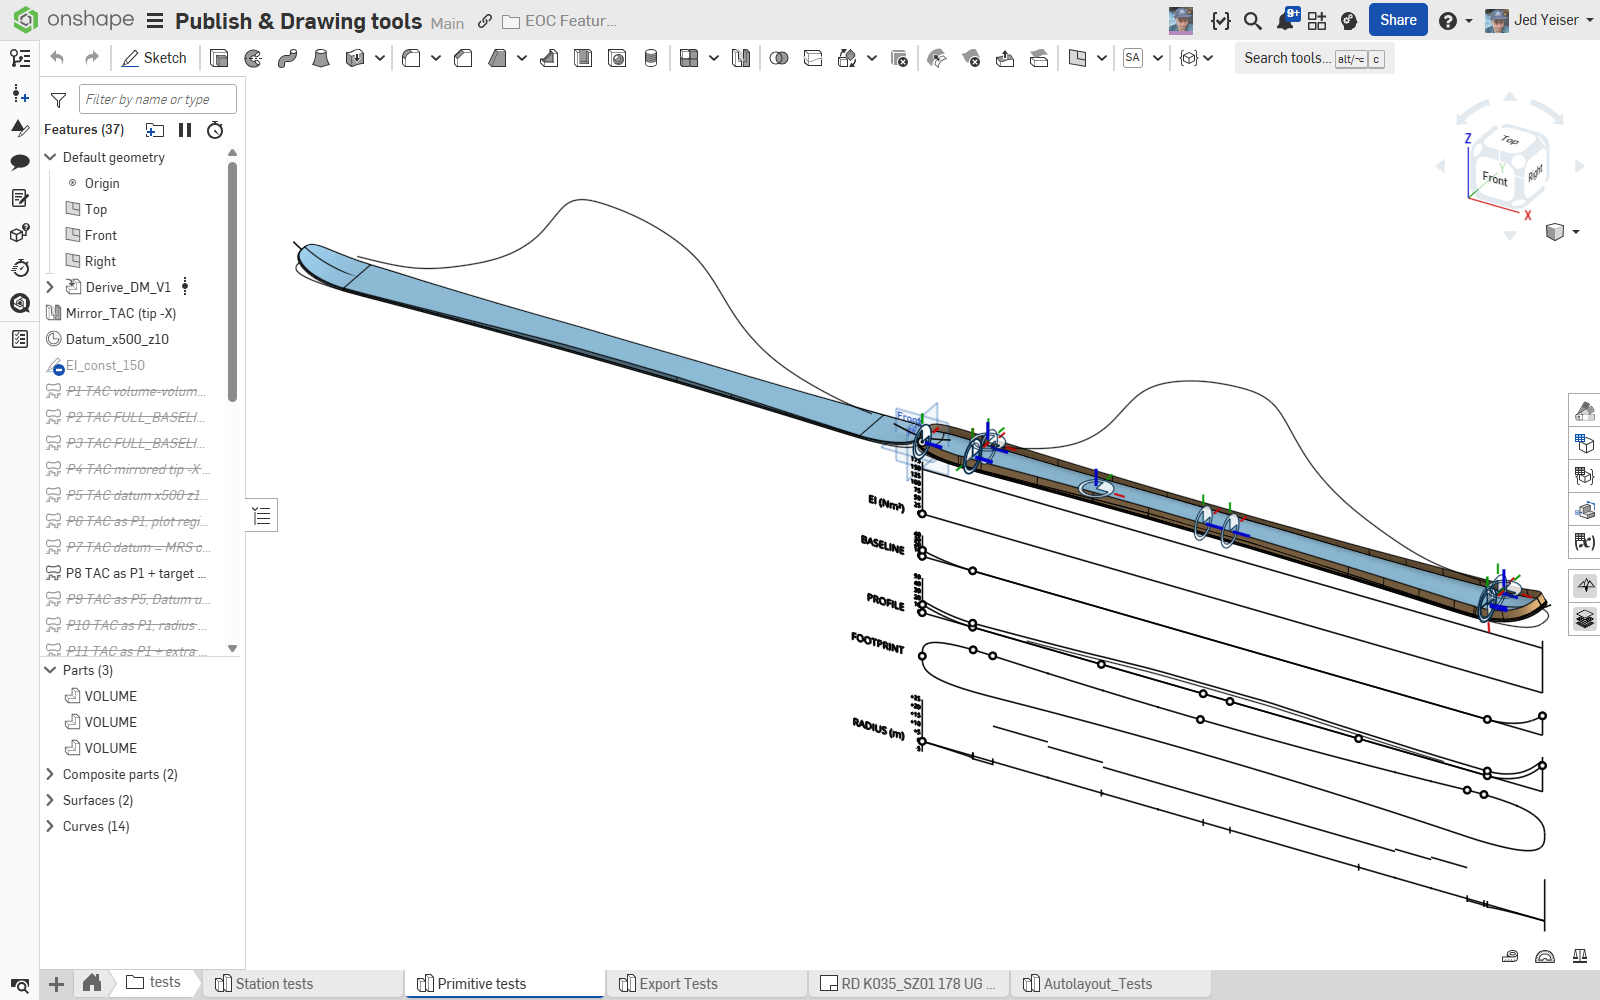 onshape
Publish & Drawing tools
Main
EOC Featur...
9+
Share
Jed Yeiser
Sketch
SA
Search tools...
alt/⌥
c
Filter by name or type
Features (37)
Default geometry
Origin
Top
Front
Right
Derive_DM_V1
Mirror_TAC (tip -X)
Datum_x500_z10
EI_const_150
P1 TAC volume-volum...
P2 TAC FULL_BASELI...
P3 TAC FULL_BASELI...
P4 TAC mirrored tip -X ...
P5 TAC datum x500 z1...
P6 TAC as P1, plot regi...
P7 TAC datum = MRS c...
P8 TAC as P1 + target ...
P9 TAC as P5, Datum u...
P10 TAC as P1, radius ...
P11 TAC as P1 + extra ...
Parts (3)
VOLUME
VOLUME
VOLUME
Composite parts (2)
Surfaces (2)
Curves (14)
Z
Top
Y
Front
Right
X
Front
EI (Nm²)
BASELINE
PROFILE
FOOTPRINT
RADIUS (m)
tests
Station tests
Primitive tests
Export Tests
RD K035_SZ01 178 UG ...
Autolayout_Tests